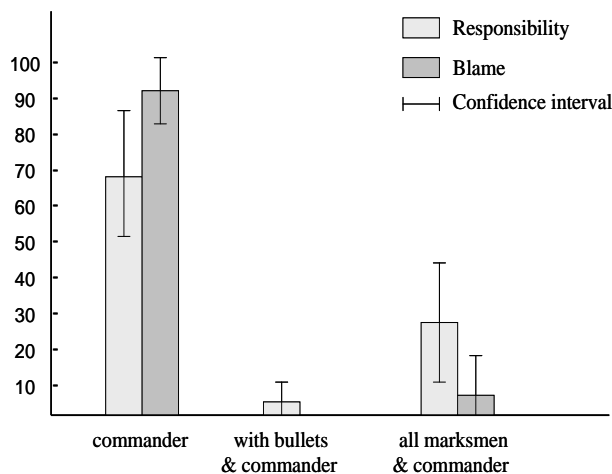 Responsibility
Blame
Confidence interval
100
90
80
70
60
50
40
30
20
10
commander
with bullets
& commander
all marksmen
& commander